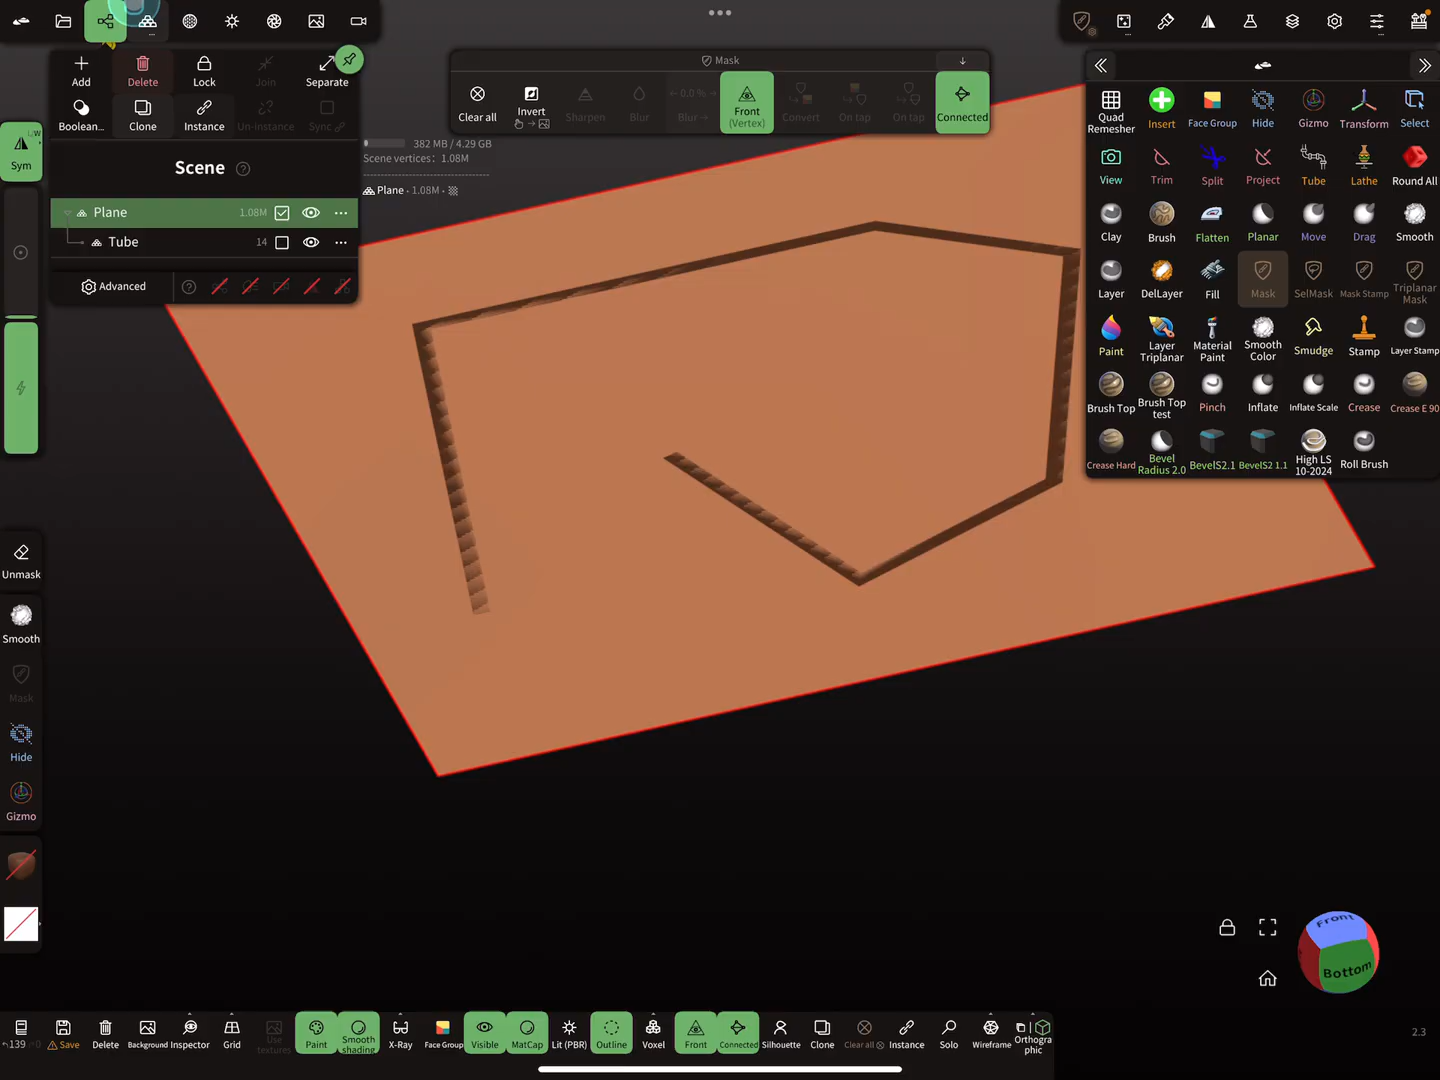 Add
Delete
Lock
Join
Separate
Boolean...
Clone
Instance
Un-instance
Sync
Scene
Plane 1.08M
Tube 14
Advanced
Mask
Clear all
Invert
Sharpen
Blur
0.0 %
Blur
Front
(Vertex)
Convert
On tap
On tap
Connected
382 MB / 4.29 GB
Scene vertices: 1.08M
Plane • 1.08M •
Sym
Unmask
Smooth
Mask
Hide
Gizmo
Quad Remesher
Insert
Face Group
Hide
Gizmo
Transform
Select
View
Trim
Split
Project
Tube
Lathe
Round All
Clay
Brush
Flatten
Planar
Move
Drag
Smooth
Layer
DelLayer
Fill
Mask
SelMask
Mask Stamp
Triplanar Mask
Paint
Layer Triplanar
Material Paint
Smooth Color
Smudge
Stamp
Layer Stamp
Brush Top
Brush Top test
Pinch
Inflate
Inflate Scale
Crease
Crease E 90
Crease Hard
Bevel Radius 2.0
BevelS2.1
BevelS2 1.1
High LS 10-2024
Roll Brush
Front
Bottom
2.3
139
0
Save
Delete
Background
Inspector
Grid
Use textures
Paint
Smooth shading
X-Ray
Face Group
Visible
MatCap
Lit (PBR)
Outline
Voxel
Front
Connected
Silhouette
Clone
Clear all
Instance
Solo
Wireframe
Orthographic